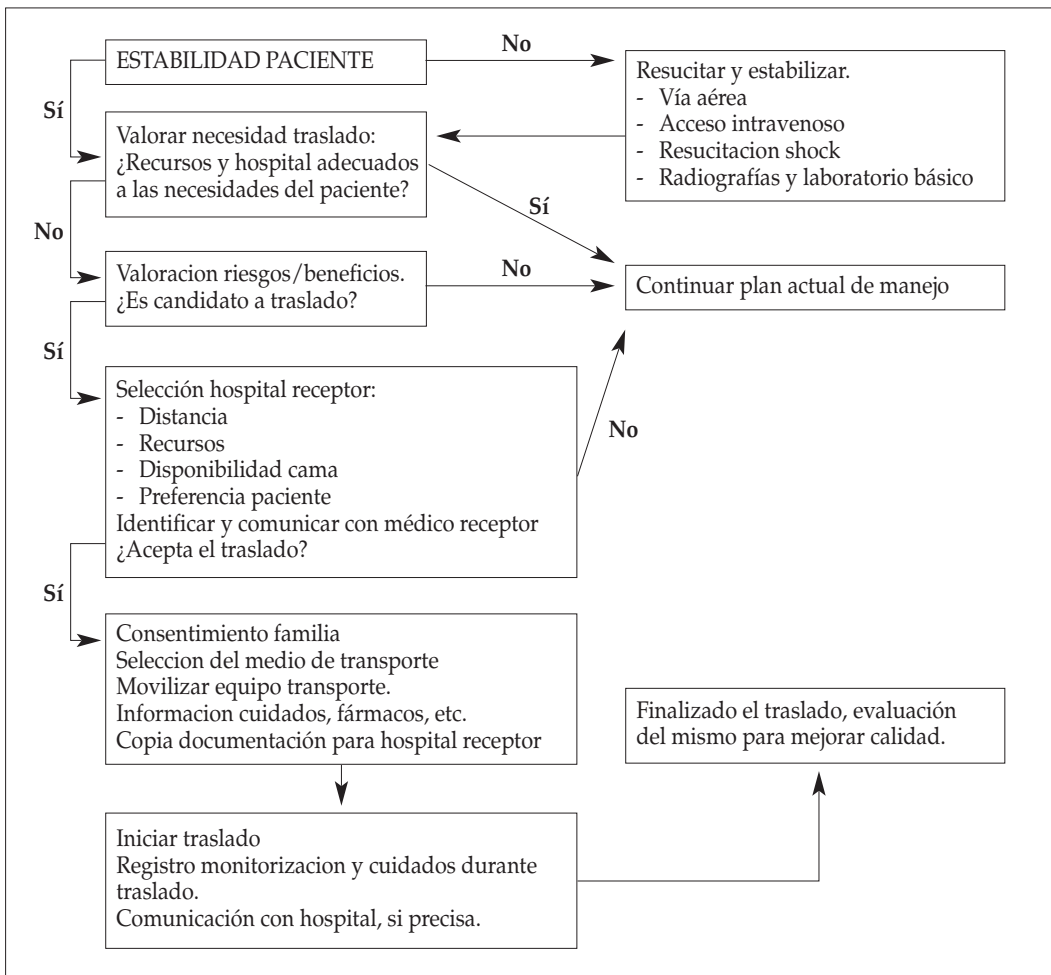 ESTABILIDAD PACIENTE
No
Resucitar y estabilizar.
- Vía aérea
- Acceso intravenoso
- Resucitacion shock
- Radiografías y laboratorio básico
Sí
Valorar necesidad traslado:
¿Recursos y hospital adecuados
a las necesidades del paciente?
Sí
No
Valoracion riesgos/beneficios.
¿Es candidato a traslado?
No
Continuar plan actual de manejo
Sí
Selección hospital receptor:
- Distancia
- Recursos
- Disponibilidad cama
- Preferencia paciente
Identificar y comunicar con médico receptor
¿Acepta el traslado?
No
Sí
Consentimiento familia
Seleccion del medio de transporte
Movilizar equipo transporte.
Informacion cuidados, fármacos, etc.
Copia documentación para hospital receptor
Finalizado el traslado, evaluación
del mismo para mejorar calidad.
Iniciar traslado
Registro monitorizacion y cuidados durante
traslado.
Comunicación con hospital, si precisa.